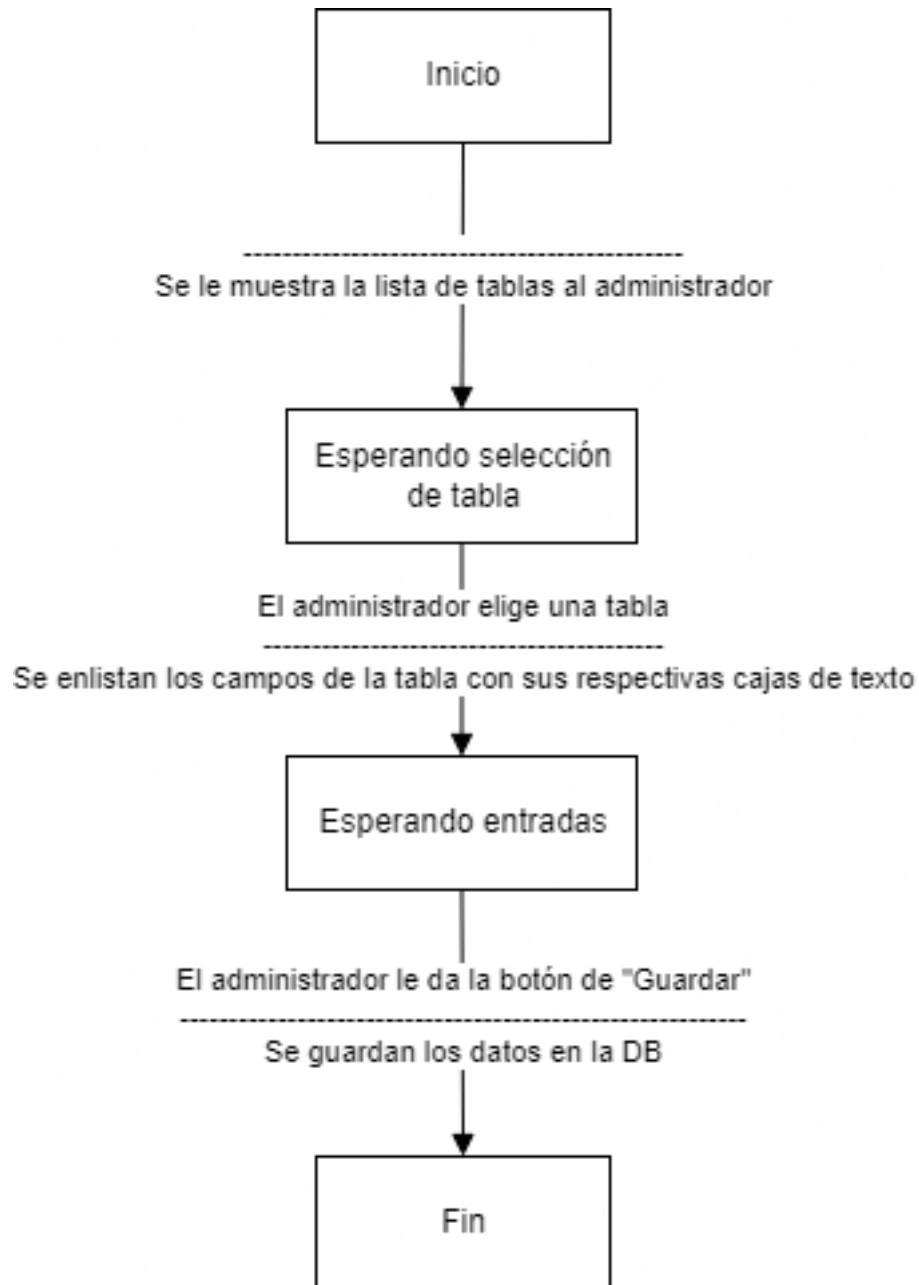 Inicio
Se le muestra la lista de tablas al administrador
Esperando selección
de tabla
El administrador elige una tabla
Se enlistan los campos de la tabla con sus respectivas cajas de texto
Esperando entradas
El administrador le da la botón de "Guardar"
Se guardan los datos en la DB
Fin